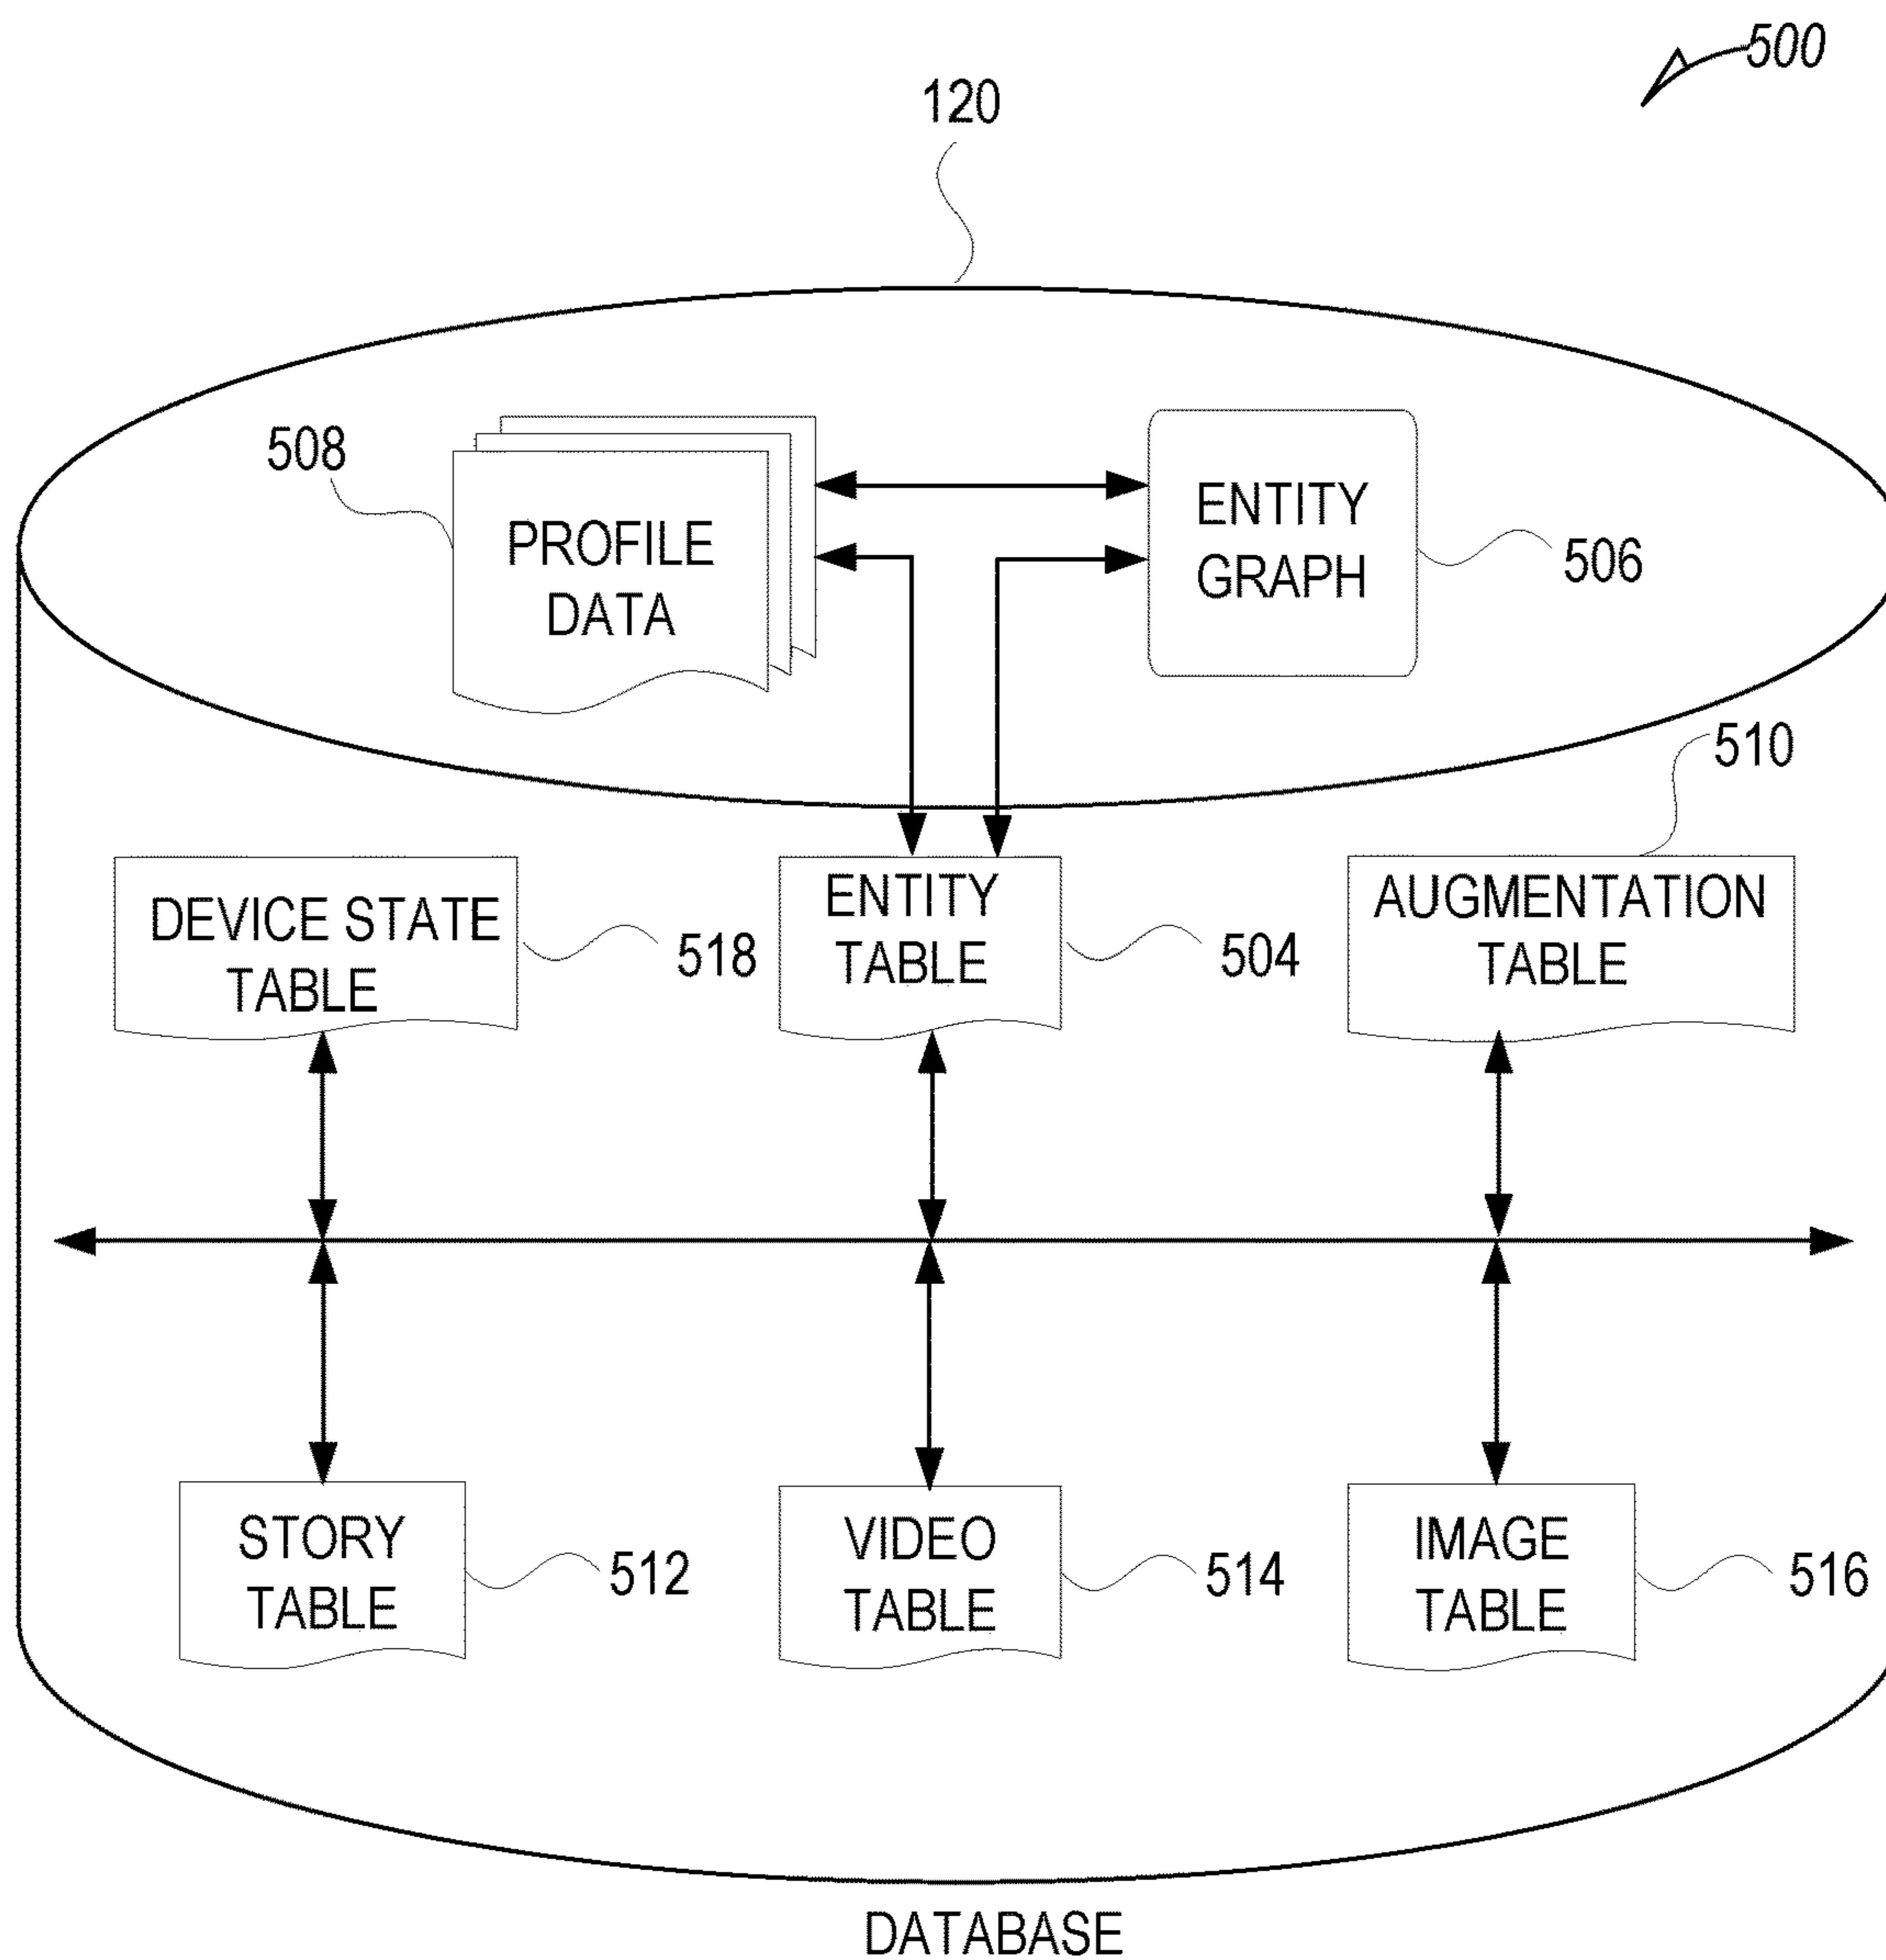 500
120
508
PROFILE
DATA
ENTITY
GRAPH
506
510
DEVICE STATE
TABLE
518
ENTITY
TABLE
504
AUGMENTATION
TABLE
STORY
TABLE
512
VIDEO
TABLE
514
IMAGE
TABLE
516
DATABASE